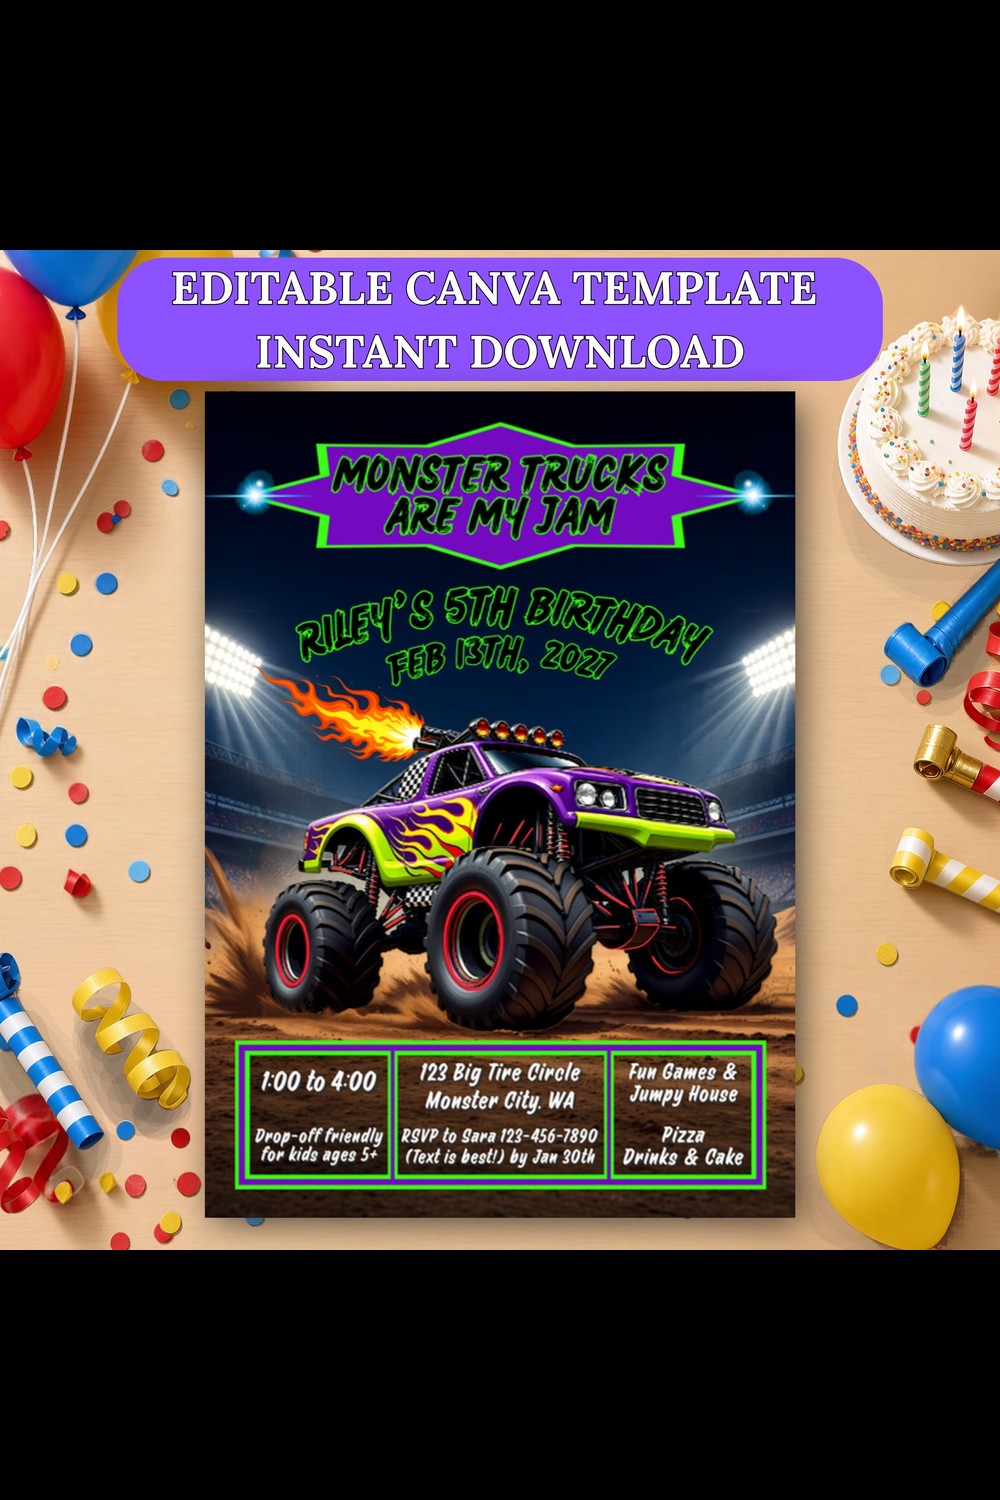 EDITABLE CANVA TEMPLATE
INSTANT DOWNLOAD
MONSTER TRUCKS
ARE MY JAM
RILEY'S 5TH BIRTHDAY
FEB 13TH, 2027
1:00 to 4:00
Drop-off friendly
for kids ages 5+
123 Big Tire Circle
Monster City. WA
RSVP to Sara 123-456-7890
(Text is best!) by Jan 30th
Fun Games &
Jumpy House
Pizza
Drinks & Cake